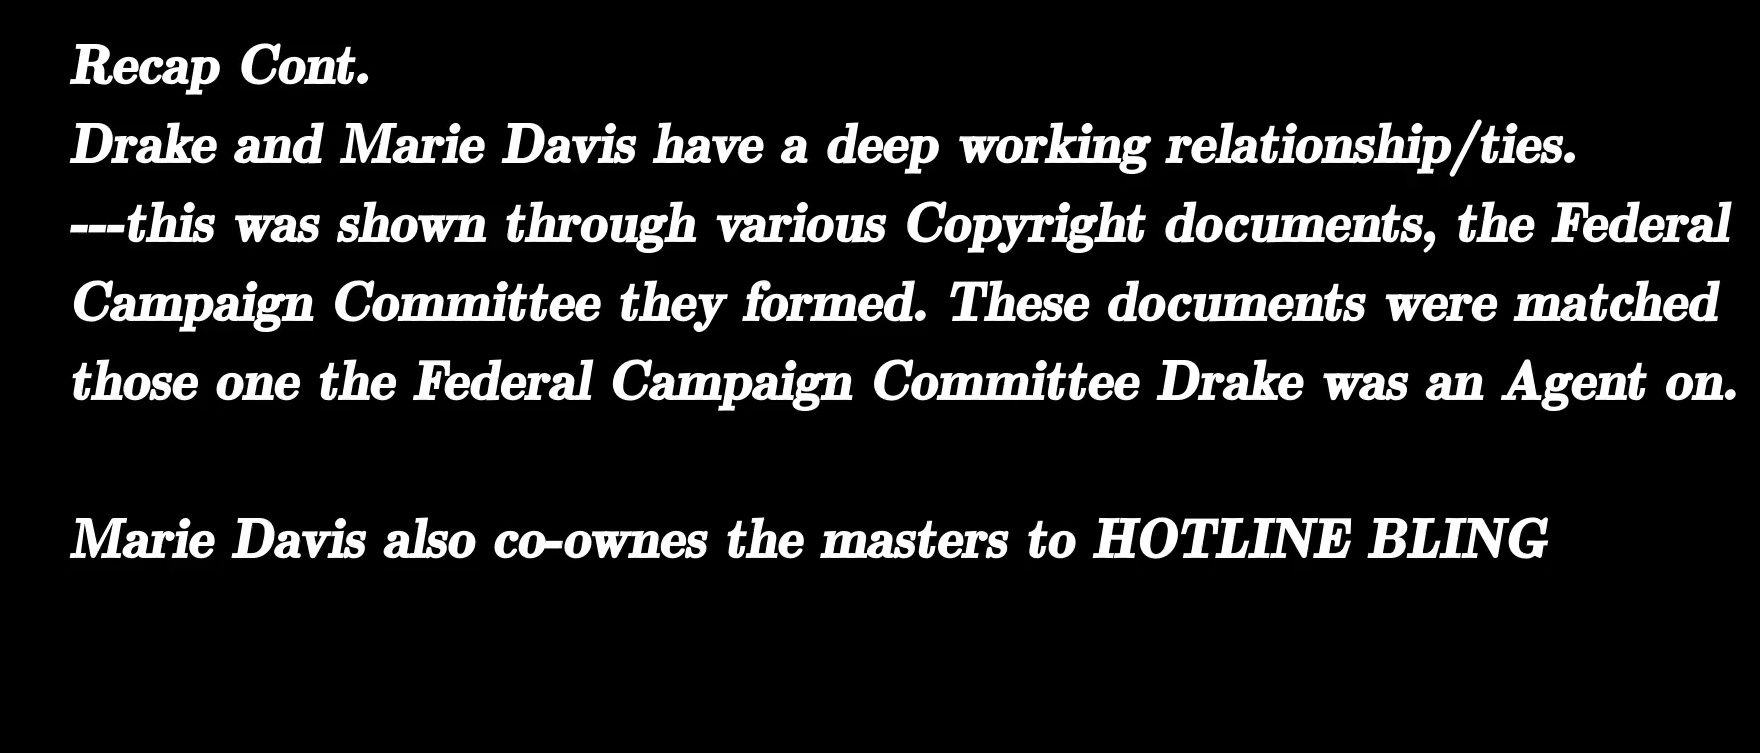 Recap Cont.
Drake and Marie Davis have a deep working relationship/ties.
---this was shown through various Copyright documents, the Federal
Campaign Committee they formed. These documents were matched
those one the Federal Campaign Committee Drake was an Agent on.
Marie Davis also co-ownes the masters to HOTLINE BLING